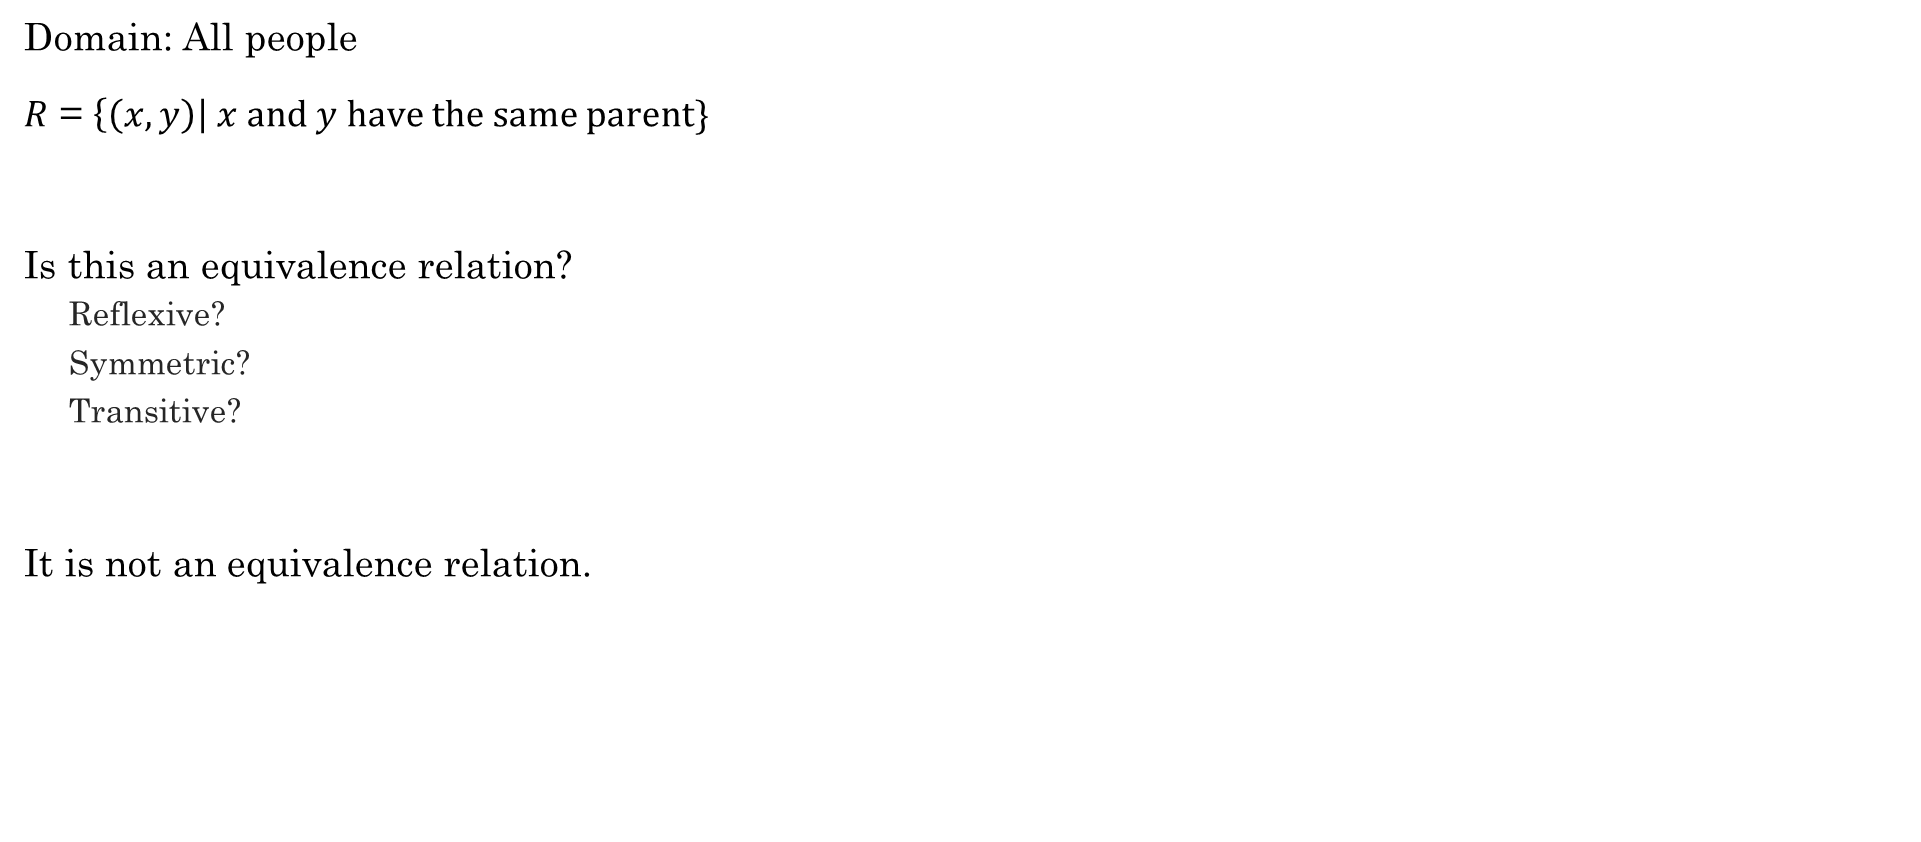 Domain: All people
R = {(x, y)| x and y have the same parent}
Is this an equivalence relation?
Reflexive?
Symmetric?
Transitive?
It is not an equivalence relation.